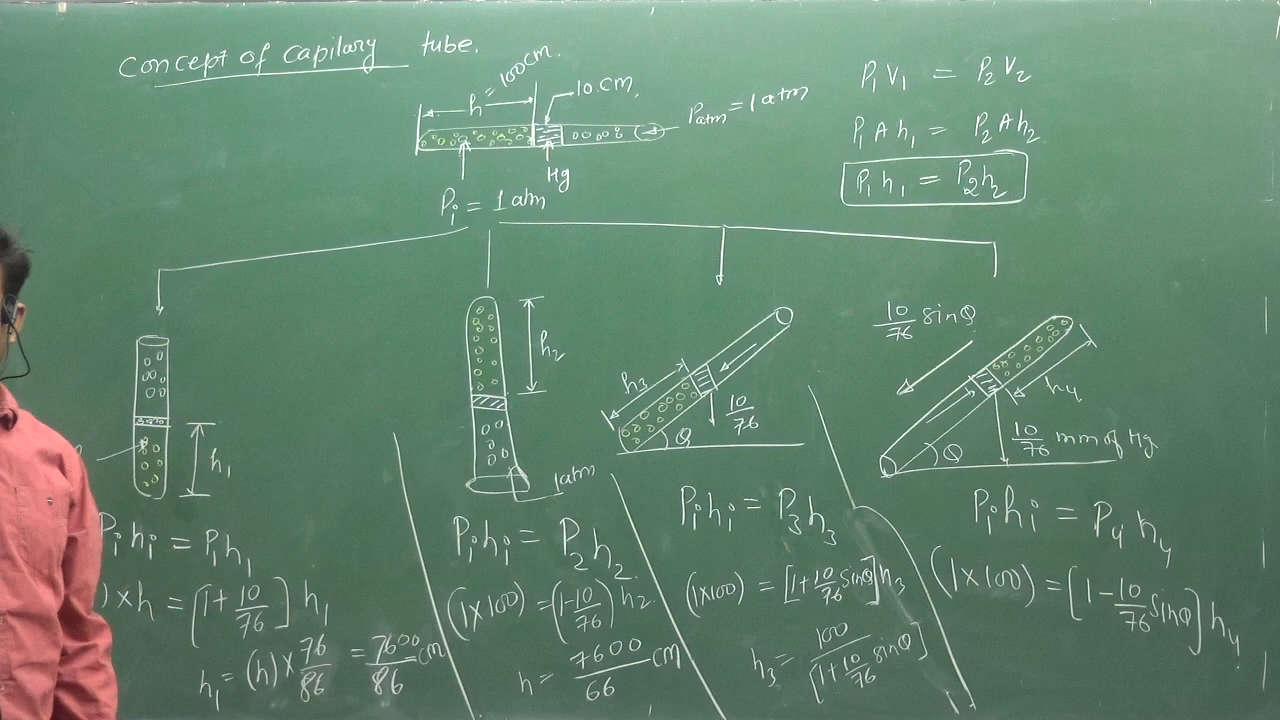 Concept of Capilary tube.
h = 100cm.
10 cm.
Patm = 1 atm
Hg
Pi = 1 atm
P₁V₁ = P₂V₂
P₁Ah₁ = P₂Ah₂
P₁h₁ = P₂h₂
h₁
Pihi = P₁h₁
) × h = [1 + 10/76] h₁
h₁ = (h) × 76/86 = 7600/86 cm
h₂
1atm
Pihi = P₂h₂
(1×100) = (1-10/76) h₂
h = 7600/66 cm
h₃
10/76
θ
Pihi = P₃h₃
(1×100) = [1+10/76 sinθ] h₃
h₃ = 100/[1+10/76 sinθ]
10/76 sinθ
h₄
10/76 mm of Hg
θ
Pihi = P₄h₄
(1×100) = [1-10/76 sinθ] h₄